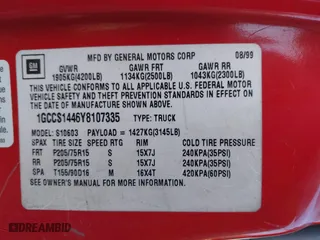 GM
MFD BY GENERAL MOTORS CORP 08/99
GVWR GAWR FRT GAWR RR
1905KG(4200LB) 1134KG(2500LB) 1043KG(2300LB)
THIS VEHICLE CONFORMS TO ALL APPLICABLE U.S. FEDERAL MOTOR
VEHICLE SAFETY AND THEFT PREVENTION STANDARDS IN EFFECT ON
THE DATE OF MANUFACTURE SHOWN ABOVE.
1GCCS1446Y8107335 TYPE: TRUCK
MODEL: S10603 PAYLOAD = 1427KG(3145LB)
SPAX TIRE SIZE SPEED RTG RIM COLD TIRE PRESSURE
FRT P205/75R15 S 15X7J 240KPA(35PSI)
RR P205/75R15 S 15X7J 240KPA(35PSI)
SPA T155/90D16 M 16X4T 420KPA(60PSI)
SEE OWNER'S MANUAL FOR ADDITIONAL INFORMATION.
DREAMBID